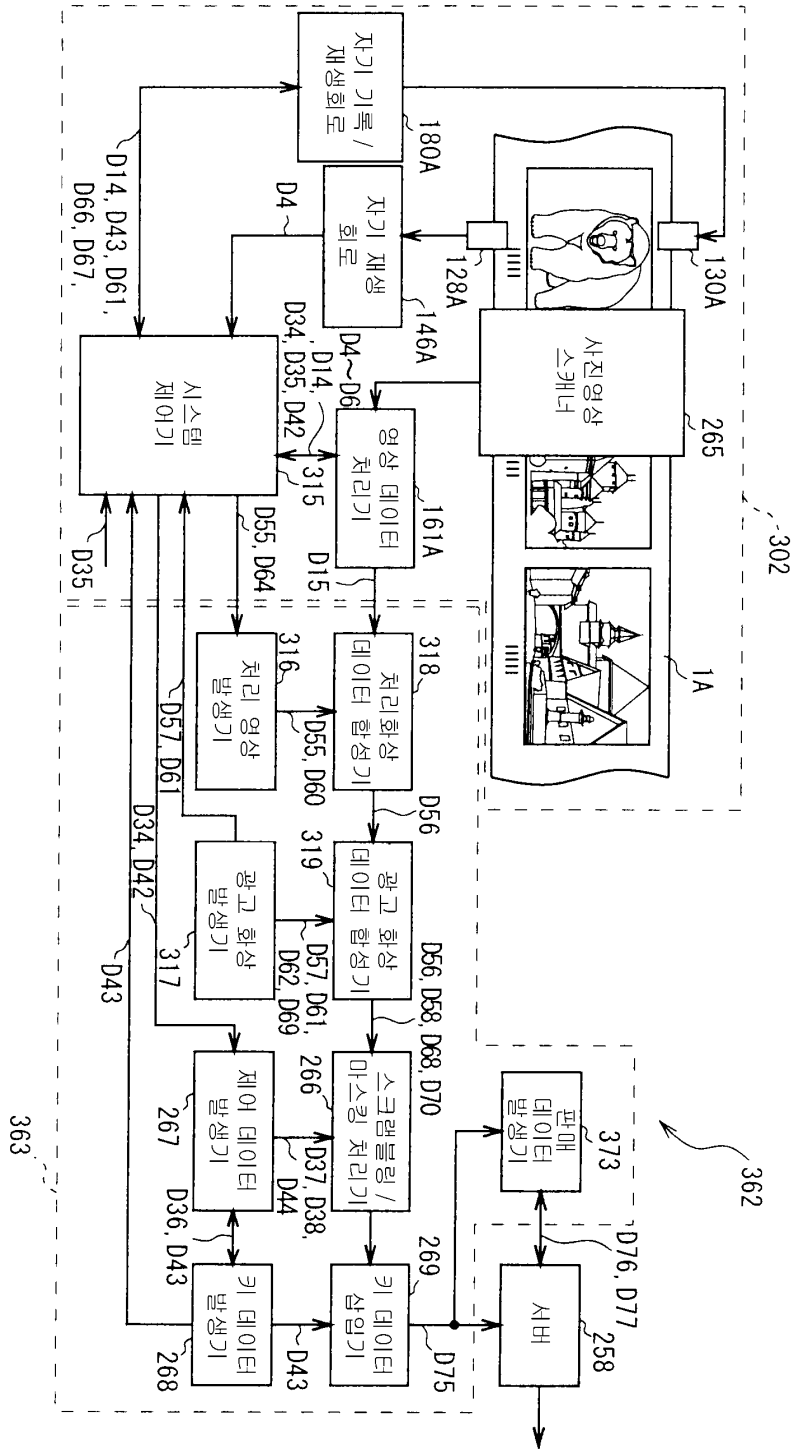 302
1A
130A
128A
사진영상
스캐너
265
자기 기록 /
재생회로
180A
자기 재생
회로
146A
D4
D14, D43, D61,
D66, D67,
D4~D6
D14,
D34, D35, D42
영상 데이터
처리기
161A
D15
시스템
제어기
315
D35
D55, D64
처리 영상
발생기
316
D55, D60
처리화상
데이터 합성기
318
D56
D57, D61
D34, D42
D43
광고 화상
발생기
317
D57, D61,
D62, D69
광고 화상
데이터 합성기
319
D56, D58, D68, D70
스크램블링 /
마스킹 처리기
266
제어 데이터
발생기
267
D37, D38,
D44
D36, D43
키 데이터
발생기
268
D43
키 데이터
삽입기
269
D75
판매
데이터
발생기
373
D76, D77
서버
258
362
363